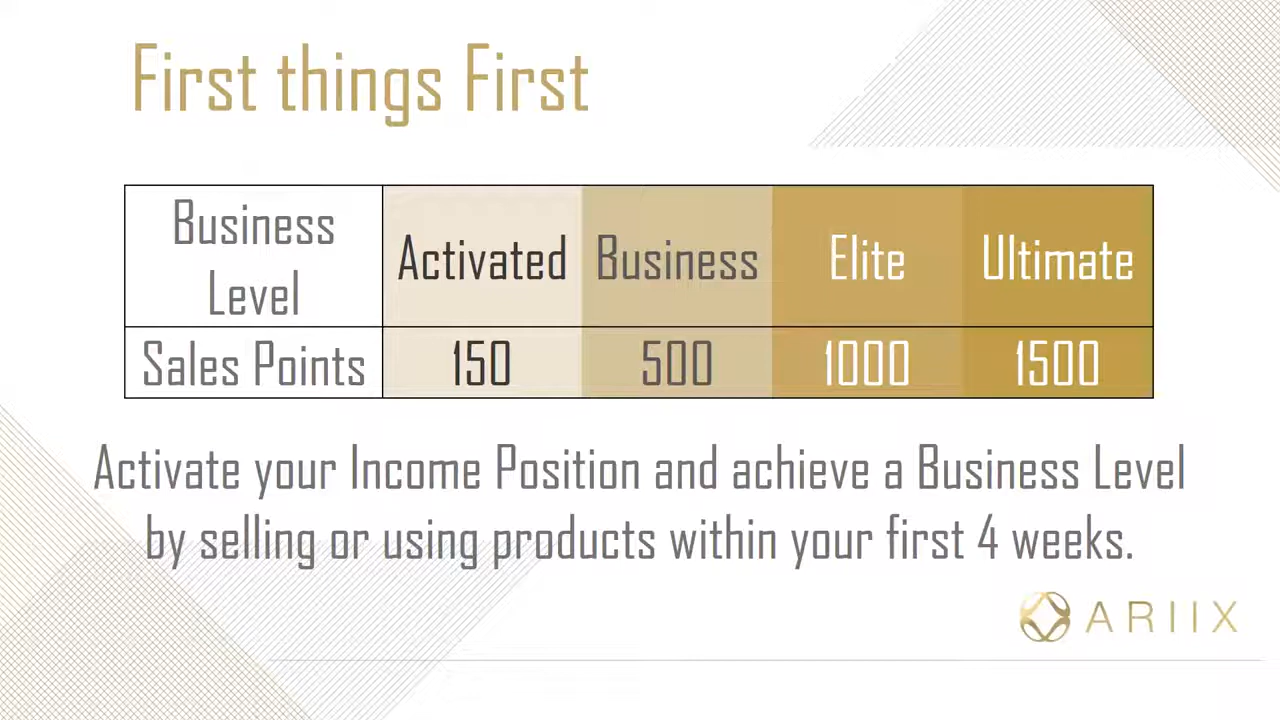 First things First
Business Level Activated Business Elite Ultimate
Sales Points 150 500 1000 1500
Activate your Income Position and achieve a Business Level
by selling or using products within your first 4 weeks.
ARIIX